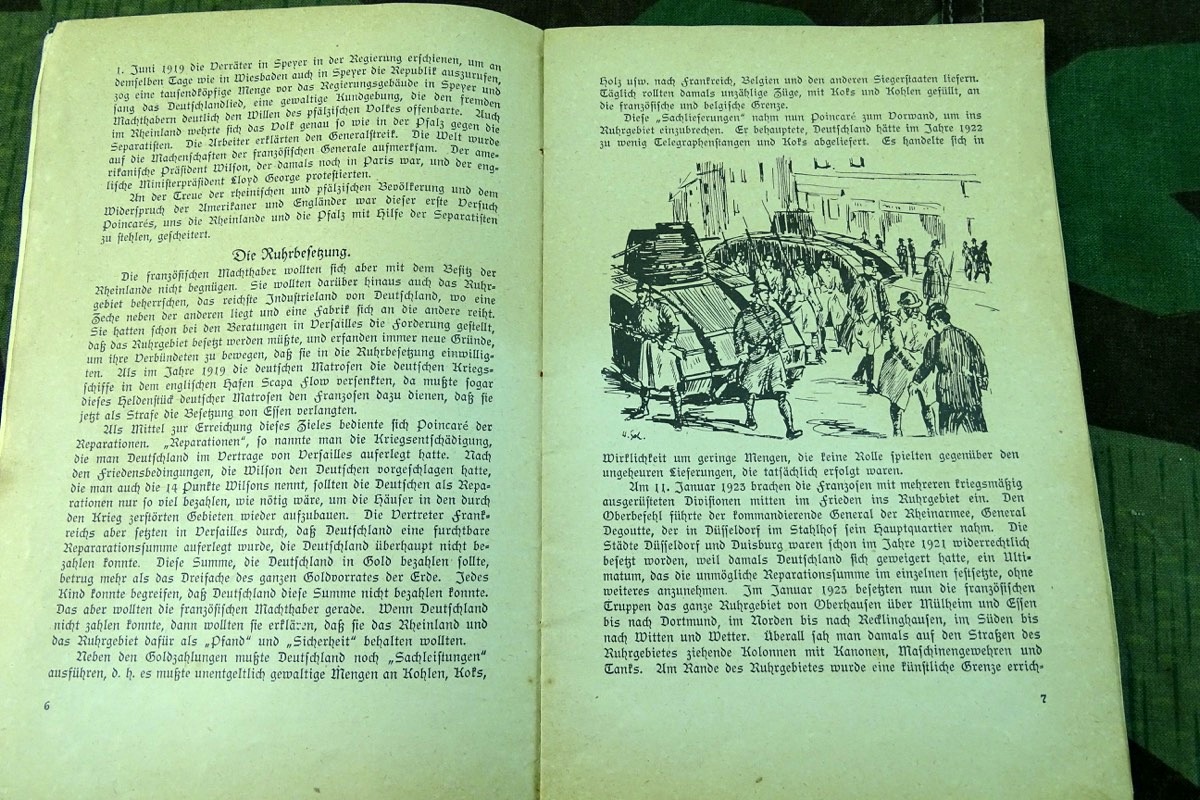 1. Juni 1919 die Verräter in Speyer in der Regierung erschienen, um an
demselben Tage wie in Wiesbaden auch in Speyer die Republik auszurufen,
zog eine tausendköpfige Menge vor das Regierungsgebäude in Speyer und
sang das Deutschlandlied, eine gewaltige Kundgebung, die den fremden
Machthabern deutlich den Willen des pfälzischen Volkes offenbarte. Auch
im Rheinland wehrte sich das Volk genau so wie in der Pfalz gegen die
Separatisten. Die Arbeiter erklärten den Generalstreik. Die Welt wurde
auf die Machenschaften der französischen Generale aufmerksam. Der ame-
rikanische Präsident Wilson, der damals noch in Paris war, und der eng-
lische Ministerpräsident Lloyd George protestierten.
An der Treue der rheinischen und pfälzischen Bevölkerung und dem
Widerspruch der Amerikaner und Engländer war dieser erste Versuch
Poincarés, uns die Rheinlande und die Pfalz mit Hilfe der Separatisten
zu stehlen, gescheitert.
Die Ruhrbesetzung.
Die französischen Machthaber wollten sich aber mit dem Besitz der
Rheinlande nicht begnügen. Sie wollten darüber hinaus auch das Ruhr-
gebiet beherrschen, das reichste Industrieland von Deutschland, wo eine
Zeche neben der anderen liegt und eine Fabrik sich an die andere reiht.
Sie hatten schon bei den Beratungen in Versailles die Forderung gestellt,
daß das Ruhrgebiet besetzt werden müßte, und erfanden immer neue Gründe,
um ihre Verbündeten zu bewegen, daß sie in die Ruhrbesetzung einwillig-
ten. Als im Jahre 1919 die deutschen Matrosen die deutschen Kriegs-
schiffe in dem englischen Hafen Scapa Flow versenkten, da mußte sogar
dieses Heldenstück deutscher Matrosen den Franzosen dazu dienen, daß sie
jetzt als Strafe die Besetzung von Essen verlangten.
Als Mittel zur Erreichung dieses Zieles bediente sich Poincaré der
Reparationen. „Reparationen", so nannte man die Kriegsentschädigung,
die man Deutschland im Vertrage von Versailles auferlegt hatte. Nach
den Friedensbedingungen, die Wilson den Deutschen vorgeschlagen hatte,
die man auch die 14 Punkte Wilsons nennt, sollten die Deutschen als Repa-
rationen nur so viel bezahlen, wie nötig wäre, um die Häuser in den durch
den Krieg zerstörten Gebieten wieder aufzubauen. Die Vertreter Frank-
reichs aber setzten in Versailles durch, daß Deutschland eine furchtbare
Repararationssumme auferlegt wurde, die Deutschland überhaupt nicht be-
zahlen konnte. Diese Summe, die Deutschland in Gold bezahlen sollte,
betrug mehr als das Dreifache des ganzen Goldvorrates der Erde. Jedes
Kind konnte begreifen, daß Deutschland diese Summe nicht bezahlen konnte.
Das aber wollten die französischen Machthaber gerade. Wenn Deutschland
nicht zahlen konnte, dann wollten sie erklären, daß sie das Rheinland und
das Ruhrgebiet dafür als „Pfand" und „Sicherheit" behalten wollten.
Neben den Goldzahlungen mußte Deutschland noch „Sachleistungen"
ausführen, d. h. es mußte unentgeltlich gewaltige Mengen an Kohlen, Koks,
6
Holz usw. nach Frankreich, Belgien und den anderen Siegerstaaten liefern.
Täglich rollten damals unzählige Züge, mit Koks und Kohlen gefüllt, an
die französische und belgische Grenze.
Diese „Sachlieferungen" nahm nun Poincaré zum Vorwand, um ins
Ruhrgebiet einzubrechen. Er behauptete, Deutschland hätte im Jahre 1922
zu wenig Telegraphenstangen und Koks abgeliefert. Es handelte sich in
Wirklichkeit um geringe Mengen, die keine Rolle spielten gegenüber den
ungeheuren Lieferungen, die tatsächlich erfolgt waren.
Am 11. Januar 1923 brachen die Franzosen mit mehreren kriegsmäßig
ausgerüsteten Divisionen mitten im Frieden ins Ruhrgebiet ein. Den
Oberbefehl führte der kommandierende General der Rheinarmee, General
Degoutte, der in Düsseldorf im Stahlhof sein Hauptquartier nahm. Die
Städte Düsseldorf und Duisburg waren schon im Jahre 1921 widerrechtlich
besetzt worden, weil damals Deutschland sich geweigert hatte, ein Ulti-
matum, das die unmögliche Reparationssumme im einzelnen festsetzte, ohne
weiteres anzunehmen. Im Januar 1923 besetzten nun die französischen
Truppen das ganze Ruhrgebiet von Oberhausen über Mülheim und Essen
bis nach Dortmund, im Norden bis nach Recklinghausen, im Süden bis
nach Witten und Wetter. Überall sah man damals auf den Straßen des
Ruhrgebietes ziehende Kolonnen mit Kanonen, Maschinengewehren und
Tanks. Am Rande des Ruhrgebietes wurde eine künstliche Grenze errich-
7